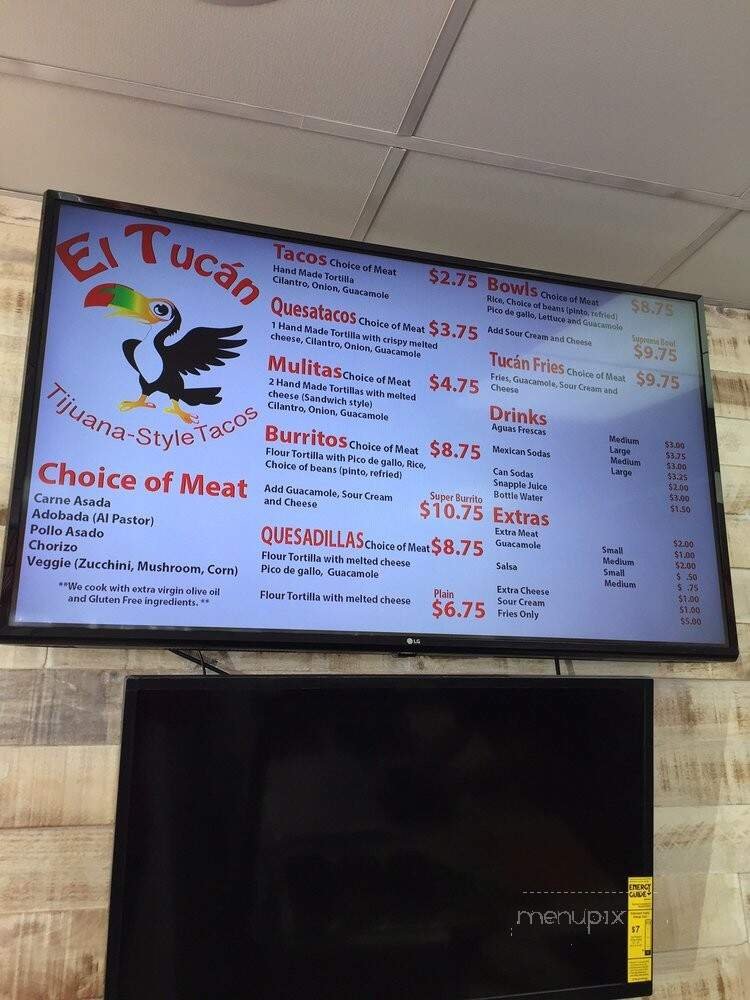 El Tucán
Tijuana-Style Tacos
Choice of Meat
Carne Asada
Adobada (Al Pastor)
Pollo Asado
Chorizo
Veggie (Zucchini, Mushroom, Corn)
**We cook with extra virgin olive oil
and Gluten Free ingredients. **
Tacos Choice of Meat $2.75
Hand Made Tortilla
Cilantro, Onion, Guacamole
Quesatacos Choice of Meat $3.75
1 Hand Made Tortilla with crispy melted
cheese, Cilantro, Onion, Guacamole
Mulitas Choice of Meat $4.75
2 Hand Made Tortillas with melted
cheese (Sandwich style)
Cilantro, Onion, Guacamole
Burritos Choice of Meat $8.75
Flour Tortilla with Pico de gallo, Rice,
Choice of beans (pinto, refried)
Add Guacamole, Sour Cream
and Cheese
Super Burrito
$10.75
QUESADILLAS Choice of Meat $8.75
Flour Tortilla with melted cheese
Pico de gallo, Guacamole
Flour Tortilla with melted cheese
Plain
$6.75
Bowls Choice of Meat $8.75
Rice, Choice of beans (pinto, refried)
Pico de gallo, Lettuce and Guacamole
Add Sour Cream and Cheese
Supreme Bowl
$9.75
Tucán Fries Choice of Meat $9.75
Fries, Guacamole, Sour Cream and
Cheese
Drinks
Aguas Frescas Medium $3.00
Large $3.75
Mexican Sodas Medium $3.00
Large $3.25
Can Sodas $2.00
Snapple Juice $3.00
Bottle Water $1.50
Extras
Extra Meat $2.00
Guacamole Small $1.00
Medium $2.00
Salsa Small $ .50
Medium $ .75
Extra Cheese $1.00
Sour Cream $1.00
Fries Only $5.00
LG
ENERGY
GUIDE
$7
menupix